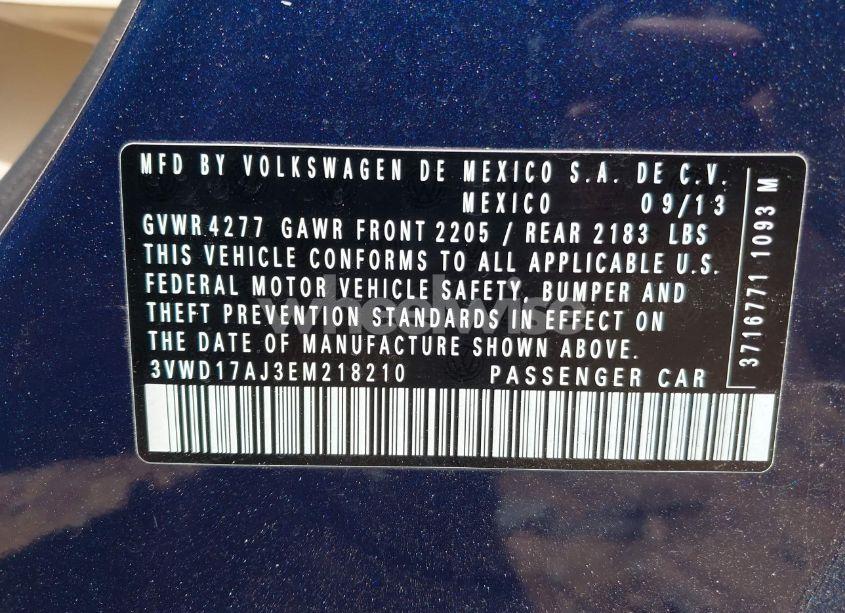 MFD BY VOLKSWAGEN DE MEXICO S.A. DE C.V.
MEXICO 09/13
GVWR 4277 GAWR FRONT 2205 / REAR 2183 LBS
THIS VEHICLE CONFORMS TO ALL APPLICABLE U.S.
FEDERAL MOTOR VEHICLE SAFETY, BUMPER AND
THEFT PREVENTION STANDARDS IN EFFECT ON
THE DATE OF MANUFACTURE SHOWN ABOVE.
3VWD17AJ3EM218210 PASSENGER CAR
3716771 1093 M
wheelwise